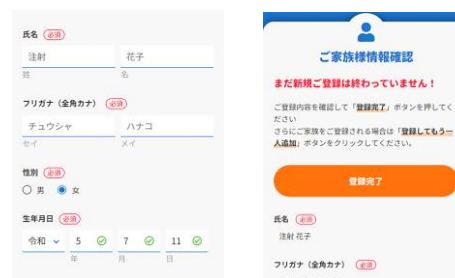 氏名 必須
注射 花子
姓 名
フリガナ（全角カナ） 必須
チュウシャ ハナコ
セイ メイ
性別 必須
男 女
生年月日 必須
令和 5 7 11
年 月 日
ご家族様情報確認
まだ新規ご登録は終わっていません！
ご登録内容を確認して「登録完了」ボタンを押してく
ださい
さらにご家族をご登録される場合は「登録してもう一
人追加」ボタンをクリックしてください。
登録完了
氏名 必須
注射 花子
フリガナ（全角カナ） 必須